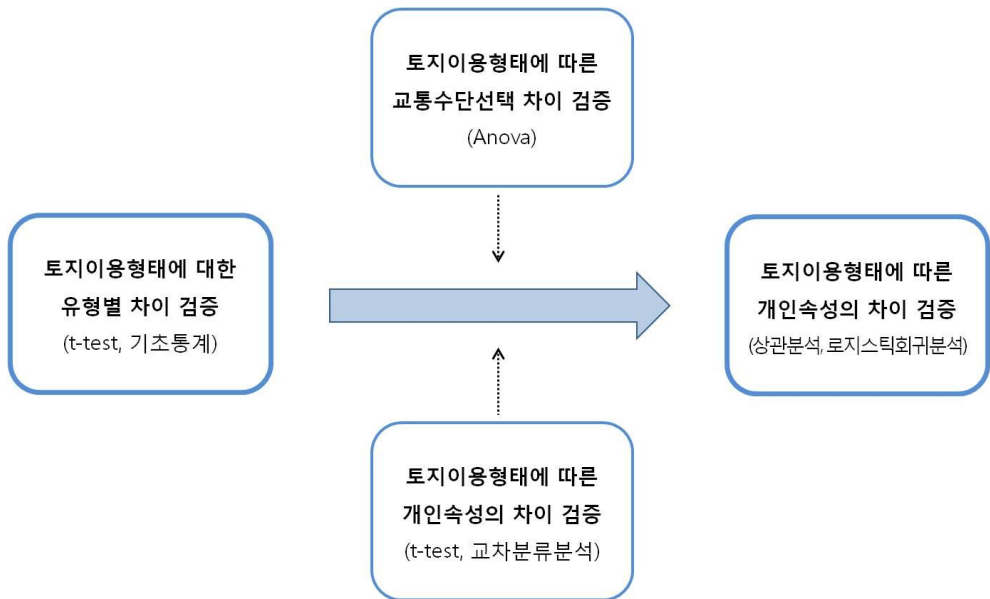 토지이용형태에 따른
교통수단선택 차이 검증
(Anova)
토지이용형태에 대한
유형별 차이 검증
(t-test, 기초통계)
토지이용형태에 따른
개인속성의 차이 검증
(상관분석, 로지스틱회귀분석)
토지이용형태에 따른
개인속성의 차이 검증
(t-test, 교차분류분석)